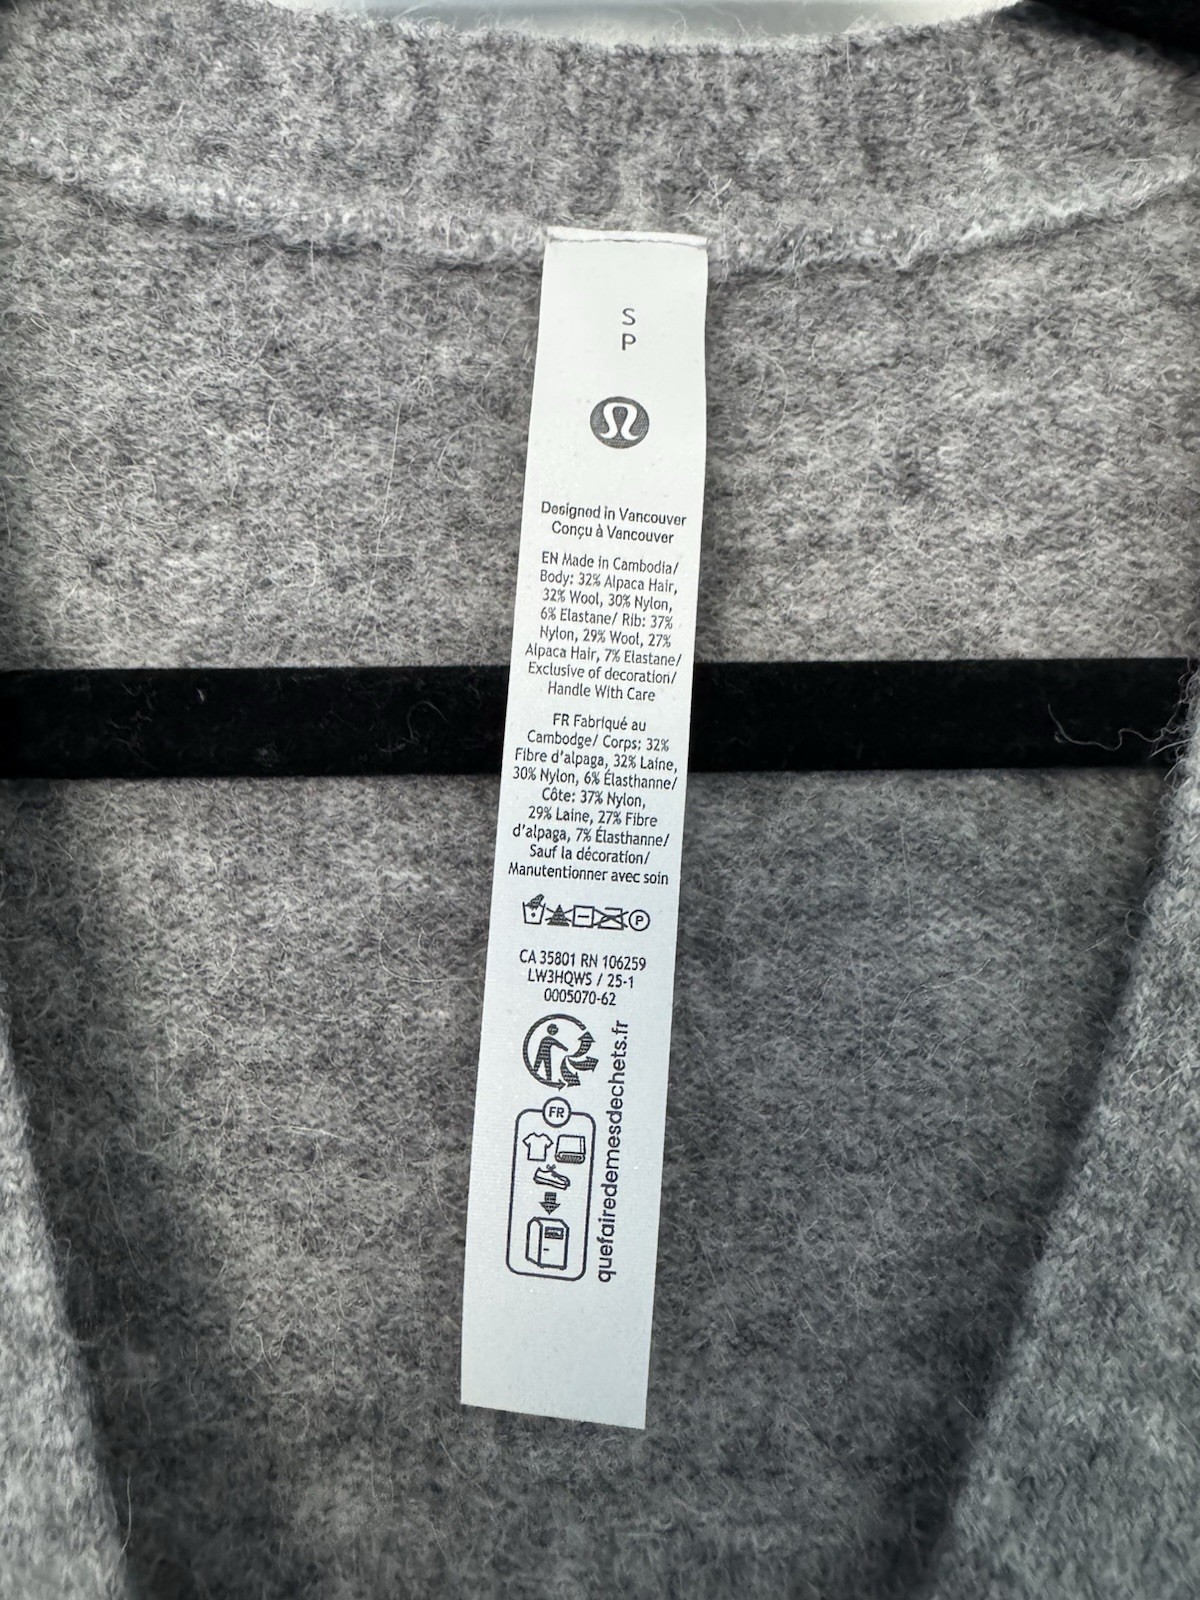 S
P
Designed in Vancouver
Conçu à Vancouver
EN Made in Cambodia/
Body: 32% Alpaca Hair,
32% Wool, 30% Nylon,
6% Elastane/ Rib: 37%
Nylon, 29% Wool, 27%
Alpaca Hair, 7% Elastane/
Exclusive of decoration/
Handle With Care
FR Fabriqué au
Cambodge/ Corps: 32%
Fibre d'alpaga, 32% Laine,
30% Nylon, 6% Élasthanne/
Côte: 37% Nylon,
29% Laine, 27% Fibre
d'alpaga, 7% Élasthanne/
Sauf la décoration/
Manutentionner avec soin
P
CA 35801 RN 106259
LW3HQWS / 25-1
0005070-62
FR
quefairedemesdechets.fr